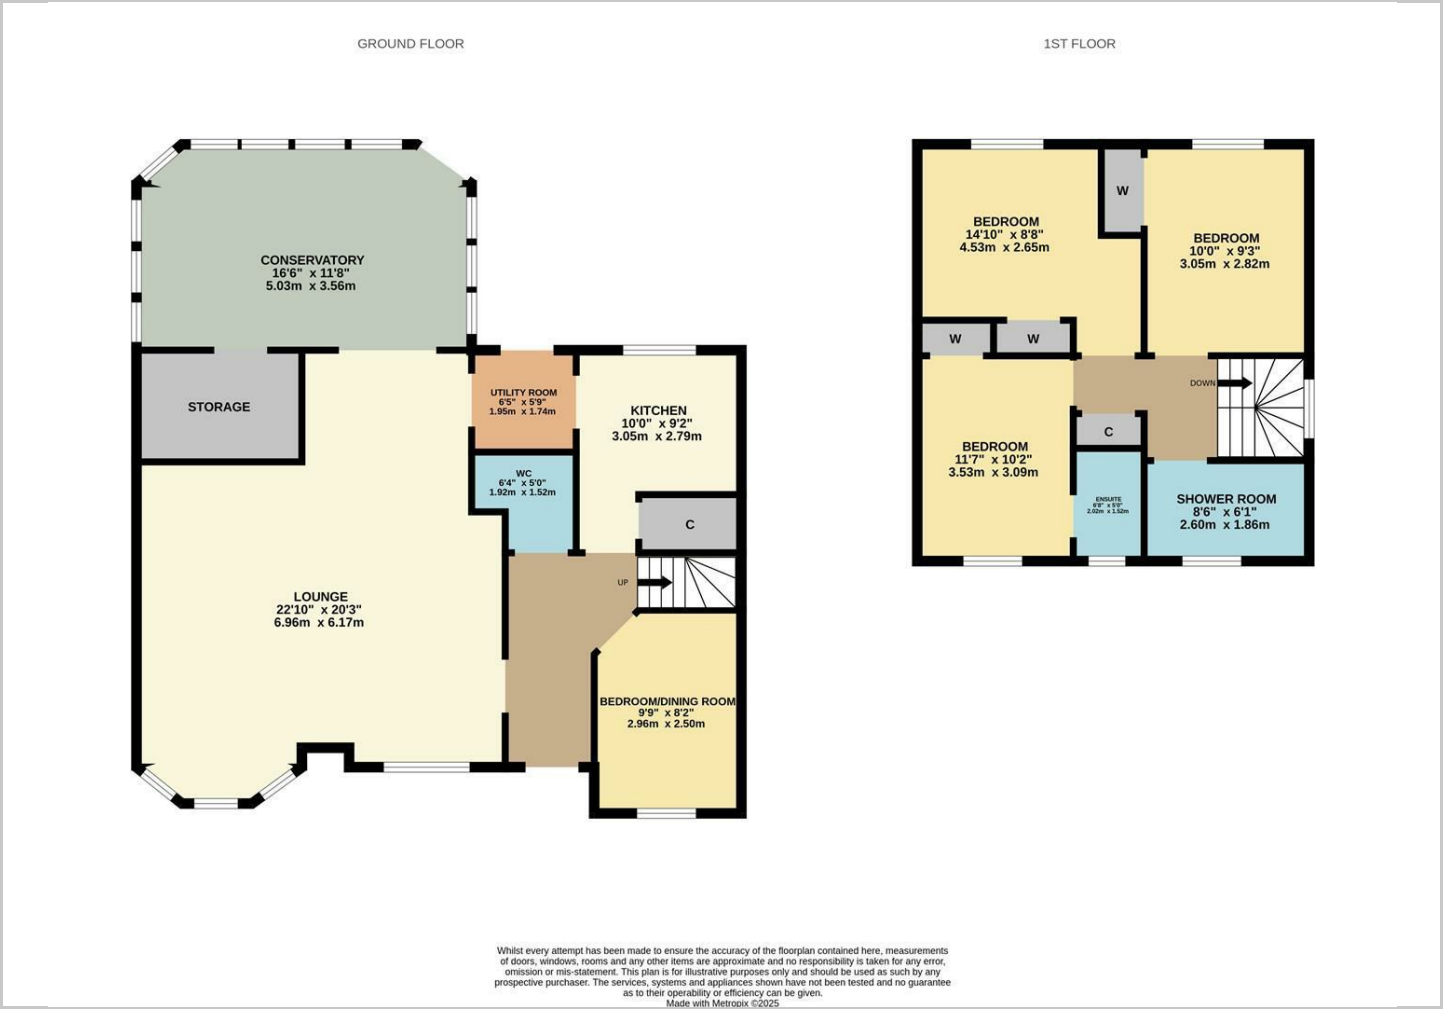 GROUND FLOOR
1ST FLOOR
CONSERVATORY
16'6" x 11'8"
5.03m x 3.56m
STORAGE
UTILITY ROOM
6'5" x 5'9"
1.95m x 1.74m
KITCHEN
10'0" x 9'2"
3.05m x 2.79m
WC
6'4" x 5'0"
1.92m x 1.52m
C
UP
LOUNGE
22'10" x 20'3"
6.96m x 6.17m
BEDROOM/DINING ROOM
9'9" x 8'2"
2.96m x 2.50m
BEDROOM
14'10" x 8'8"
4.53m x 2.65m
W
BEDROOM
10'0" x 9'3"
3.05m x 2.82m
W
W
DOWN
C
BEDROOM
11'7" x 10'2"
3.53m x 3.09m
ENSUITE
6'8" x 5'0"
2.02m x 1.52m
SHOWER ROOM
8'6" x 6'1"
2.60m x 1.86m
Whilst every attempt has been made to ensure the accuracy of the floorplan contained here, measurements
of doors, windows, rooms and any other items are approximate and no responsibility is taken for any error,
omission or mis-statement. This plan is for illustrative purposes only and should be used as such by any
prospective purchaser. The services, systems and appliances shown have not been tested and no guarantee
as to their operability or efficiency can be given.
Made with Metropix ©2025